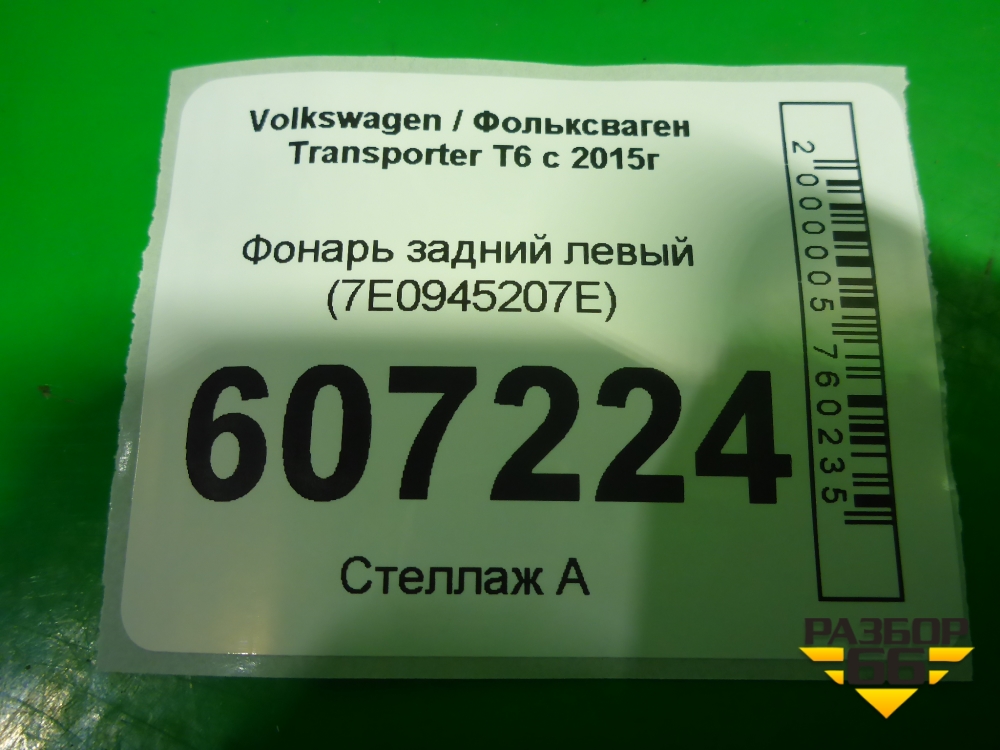 Volkswagen / Фольксваген
Transporter T6 с 2015г
Фонарь задний левый
(7E0945207E)
607224
Стеллаж А
2000005760235
РАЗБОР
66